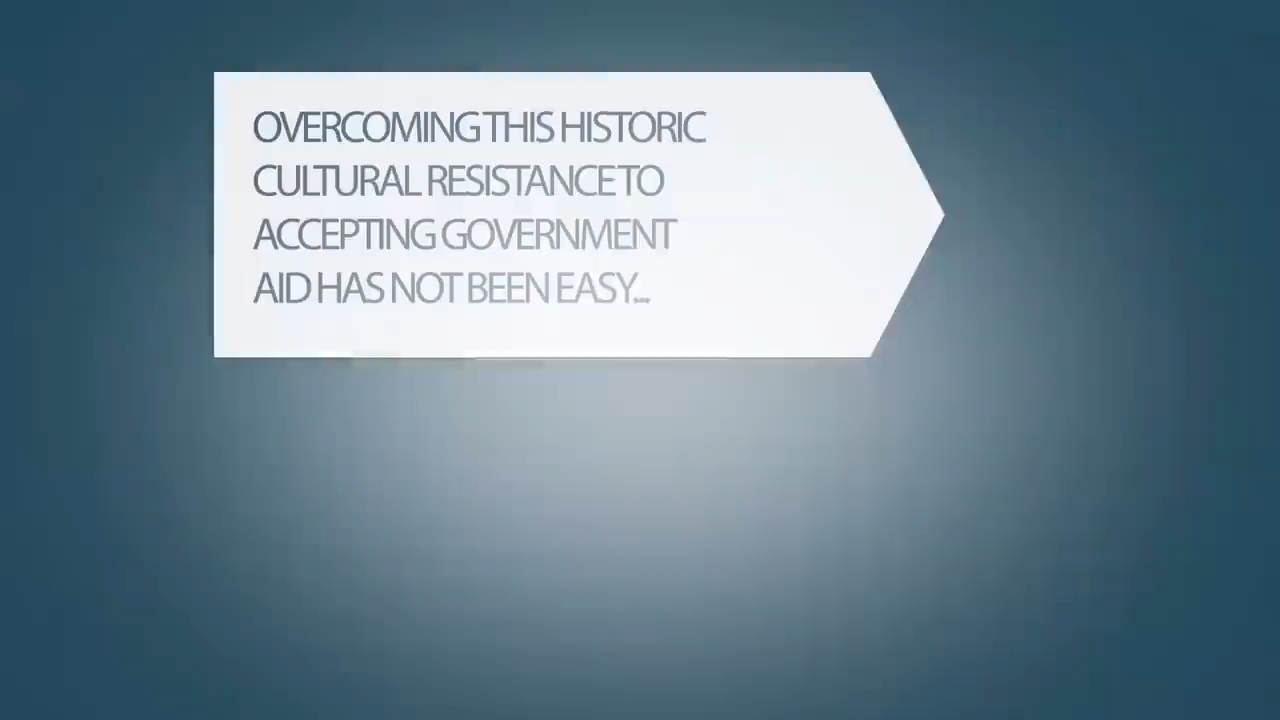 OVERCOMING THIS HISTORIC
CULTURAL RESISTANCE TO
ACCEPTING GOVERNMENT
AID HAS NOT BEEN EASY...